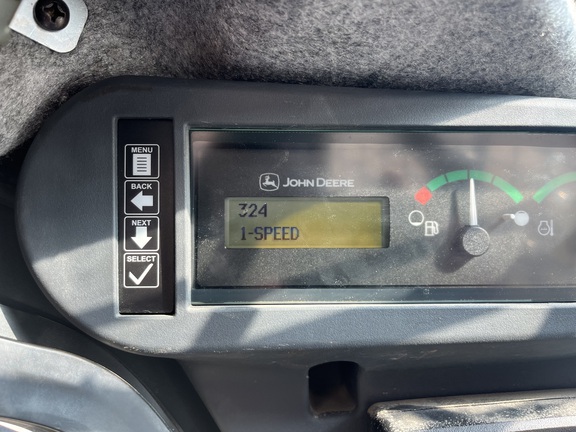 MENU
BACK
NEXT
SELECT
JOHN DEERE
324
1-SPEED